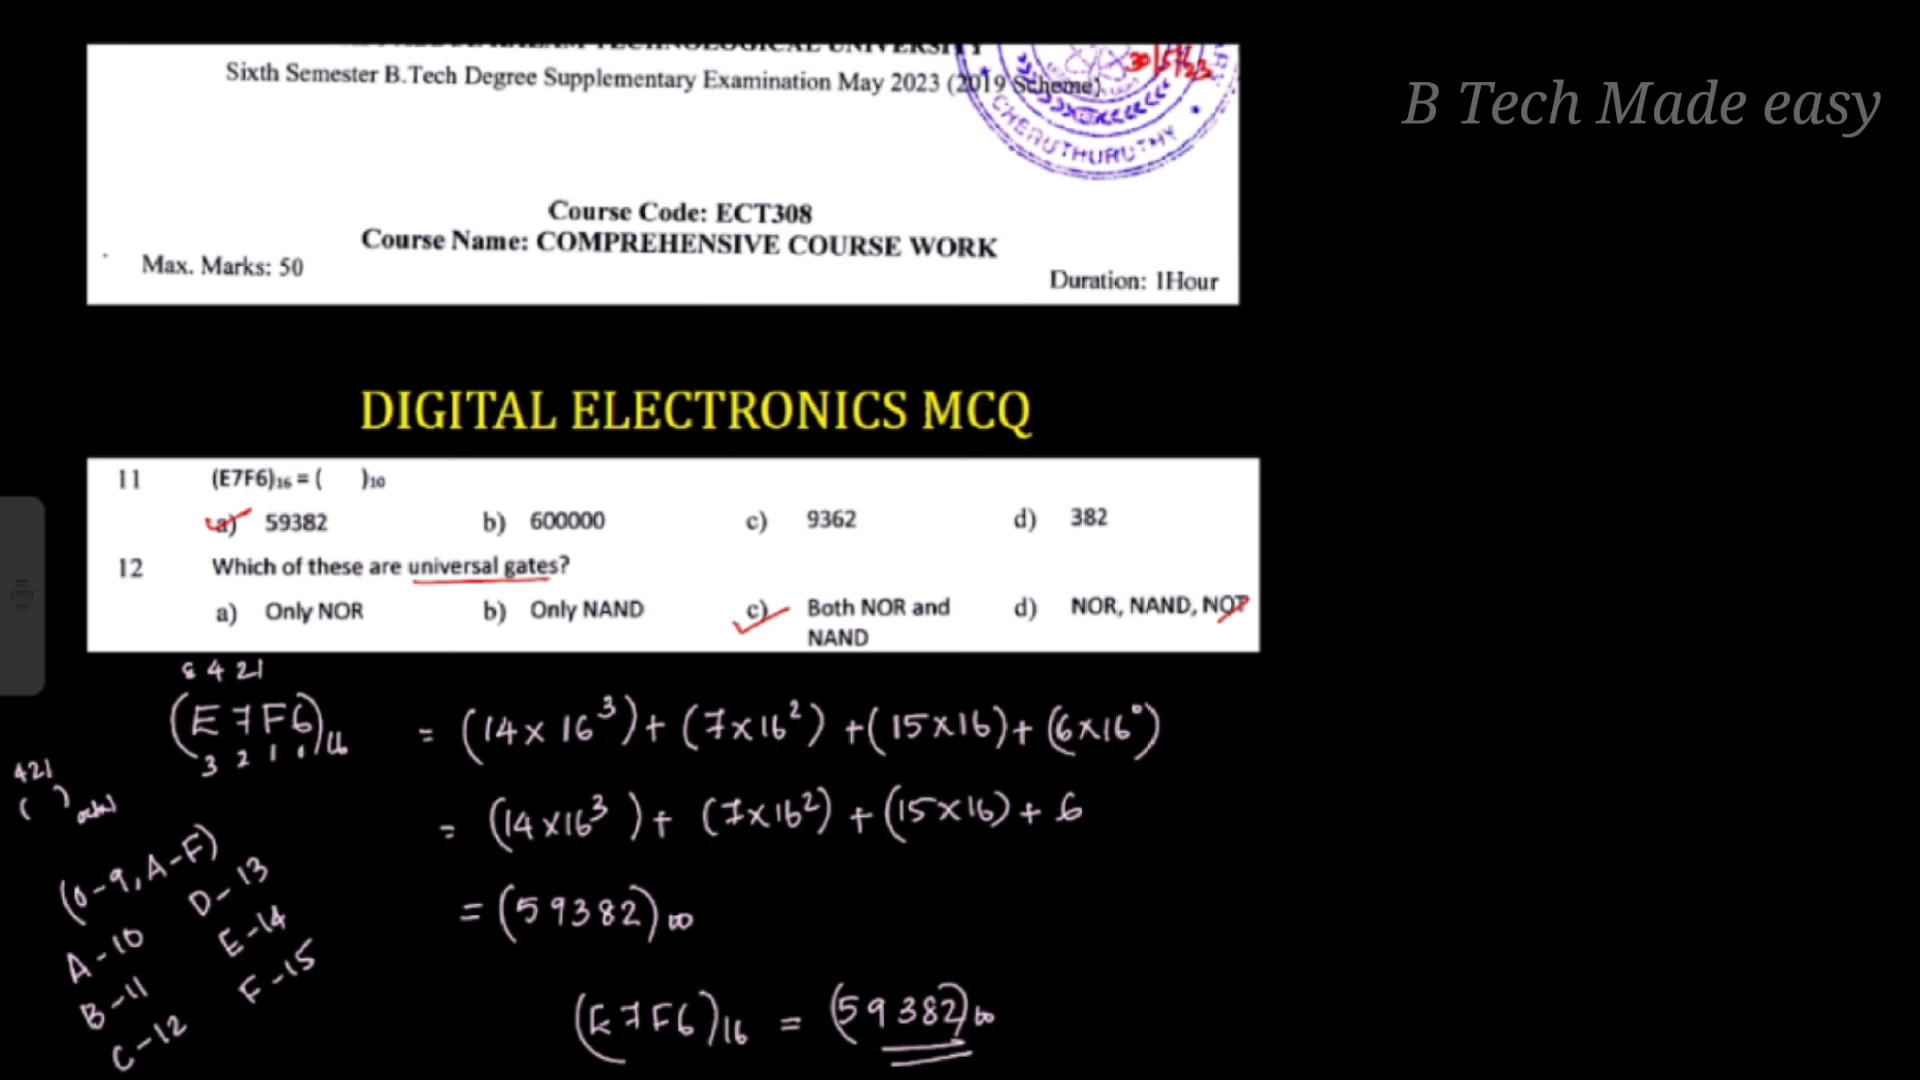 Sixth Semester B.Tech Degree Supplementary Examination May 2023 (2019 Scheme)
30/5/23
CHERUTHURUTHY
B Tech Made easy
Course Code: ECT308
Course Name: COMPREHENSIVE COURSE WORK
Max. Marks: 50
Duration: 1Hour
DIGITAL ELECTRONICS MCQ
11 (E7F6)₁₆ = ( )₁₀
a) 59382 b) 600000 c) 9362 d) 382
12 Which of these are universal gates?
a) Only NOR b) Only NAND c) Both NOR and NAND d) NOR, NAND, NOT
8 4 2 1
(E7F6)₁₆ = (14 × 16³) + (7 × 16²) + (15 × 16) + (6 × 16⁰)
3 2 1 0
421
( )
= (14 × 16³) + (7 × 16²) + (15 × 16) + 6
(0-9, A-F)
A-10
B-11
C-12
D-13
E-14
F-15
= (59382)₁₀
(E7F6)₁₆ = (59382)₁₀